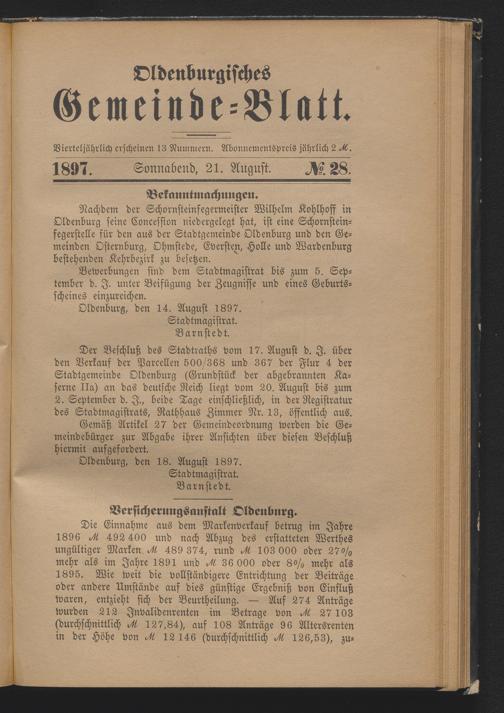 Oldenburgisches
Gemeinde-Blatt.
Vierteljährlich erscheinen 13 Nummern. Abonnementspreis jährlich 2 M.
1897. Sonnabend, 21. August. № 28.
Bekanntmachungen.
Nachdem der Schornsteinfegermeister Wilhelm Kohlhoff in
Oldenburg seine Concession niedergelegt hat, ist eine Schornstein-
fegerstelle für den aus der Stadtgemeinde Oldenburg und den Ge-
meinden Osternburg, Ohmstede, Eversten, Holle und Wardenburg
bestehenden Kehrbezirk zu besetzen.
Bewerbungen sind dem Stadtmagistrat bis zum 5. Sep-
tember d. J. unter Beifügung der Zeugnisse und eines Geburts-
scheines einzureichen.
Oldenburg, den 14. August 1897.
Stadtmagistrat.
Barnstedt.
Der Beschluß des Stadtraths vom 17. August d. J. über
den Verkauf der Parcellen 500/368 und 367 der Flur 4 der
Stadtgemeinde Oldenburg (Grundstück der abgebrannten Ka-
serne IIa) an das deutsche Reich liegt vom 20. August bis zum
2. September d. J., beide Tage einschließlich, in der Registratur
des Stadtmagistrats, Rathhaus Zimmer Nr. 13, öffentlich aus.
Gemäß Artikel 27 der Gemeindeordnung werden die Ge-
meindebürger zur Abgabe ihrer Ansichten über diesen Beschluß
hiermit aufgefordert.
Oldenburg, den 18. August 1897.
Stadtmagistrat.
Barnstedt.
Versicherungsanstalt Oldenburg.
Die Einnahme aus dem Markenverkauf betrug im Jahre
1896 M 492 400 und nach Abzug des erstatteten Werthes
ungültiger Marken M 489 374, rund M 103 000 oder 27%
mehr als im Jahre 1891 und M 36 000 oder 8% mehr als
1895. Wie weit die vollständigere Entrichtung der Beiträge
oder andere Umstände auf dies günstige Ergebniß von Einfluß
waren, entzieht sich der Beurtheilung. — Auf 274 Anträge
wurden 212 Invalidenrenten im Betrage von M 27 103
(durchschnittlich M 127,84), auf 108 Anträge 96 Altersrenten
in der Höhe von M 12 146 (durchschnittlich M 126,53), zu-